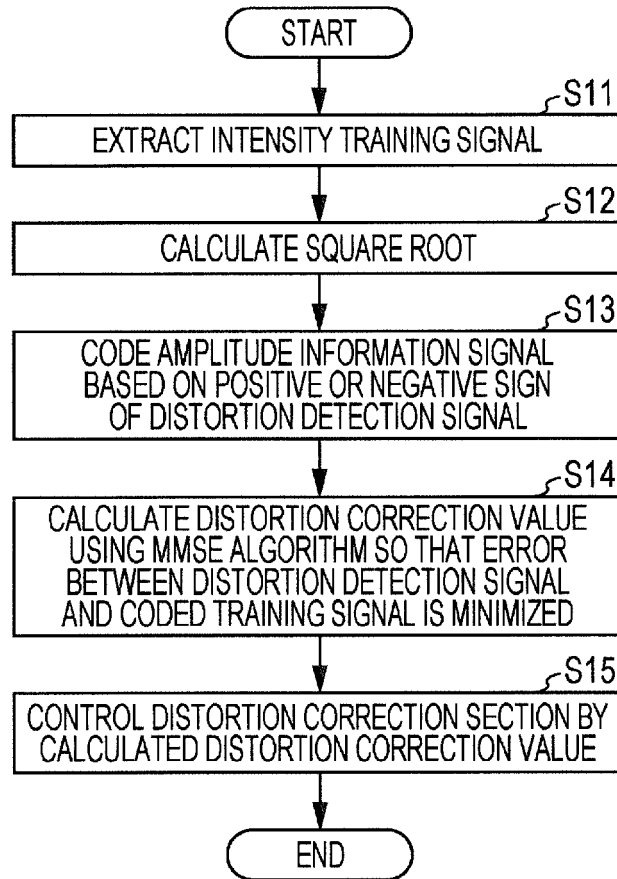 START
S11
EXTRACT INTENSITY TRAINING SIGNAL
S12
CALCULATE SQUARE ROOT
S13
CODE AMPLITUDE INFORMATION SIGNAL
BASED ON POSITIVE OR NEGATIVE SIGN
OF DISTORTION DETECTION SIGNAL
S14
CALCULATE DISTORTION CORRECTION VALUE
USING MMSE ALGORITHM SO THAT ERROR
BETWEEN DISTORTION DETECTION SIGNAL
AND CODED TRAINING SIGNAL IS MINIMIZED
S15
CONTROL DISTORTION CORRECTION SECTION BY
CALCULATED DISTORTION CORRECTION VALUE
END